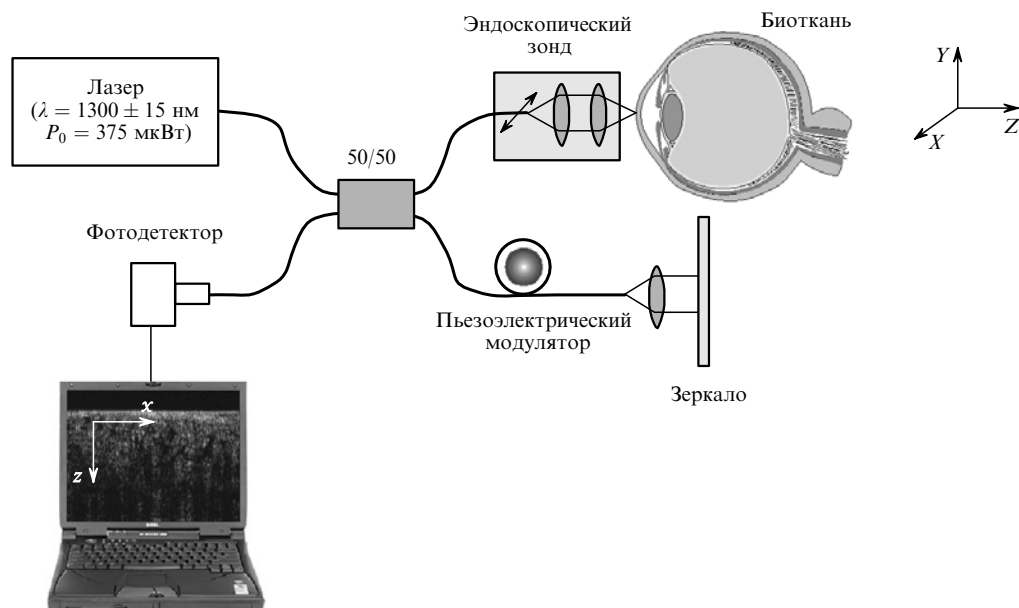 Эндоскопический
зонд
Биоткань
Лазер
(λ = 1300 ± 15 нм
P₀ = 375 мкВт)
Y
Z
X
50/50
Фотодетектор
Пьезоэлектрический
модулятор
Зеркало
x
z